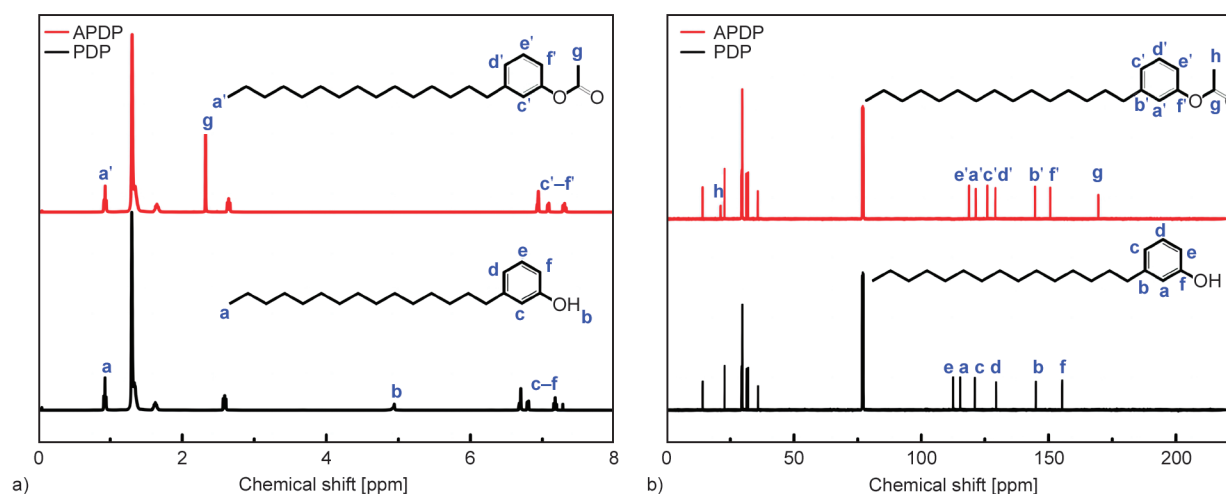 APDP
PDP
a'
d'
e'
f'
c'
g
O
O
a'
g
c'–f'
a
d
e
f
c
OH
b
a
b
c–f
0
2
4
6
8
a)
Chemical shift [ppm]
APDP
PDP
c'
d'
e'
h
b'
a'
f'
O
g
h
e' a' c' d'
b' f'
g
c
d
e
b
a
f
OH
e a c d
b f
0
50
100
150
200
b)
Chemical shift [ppm]